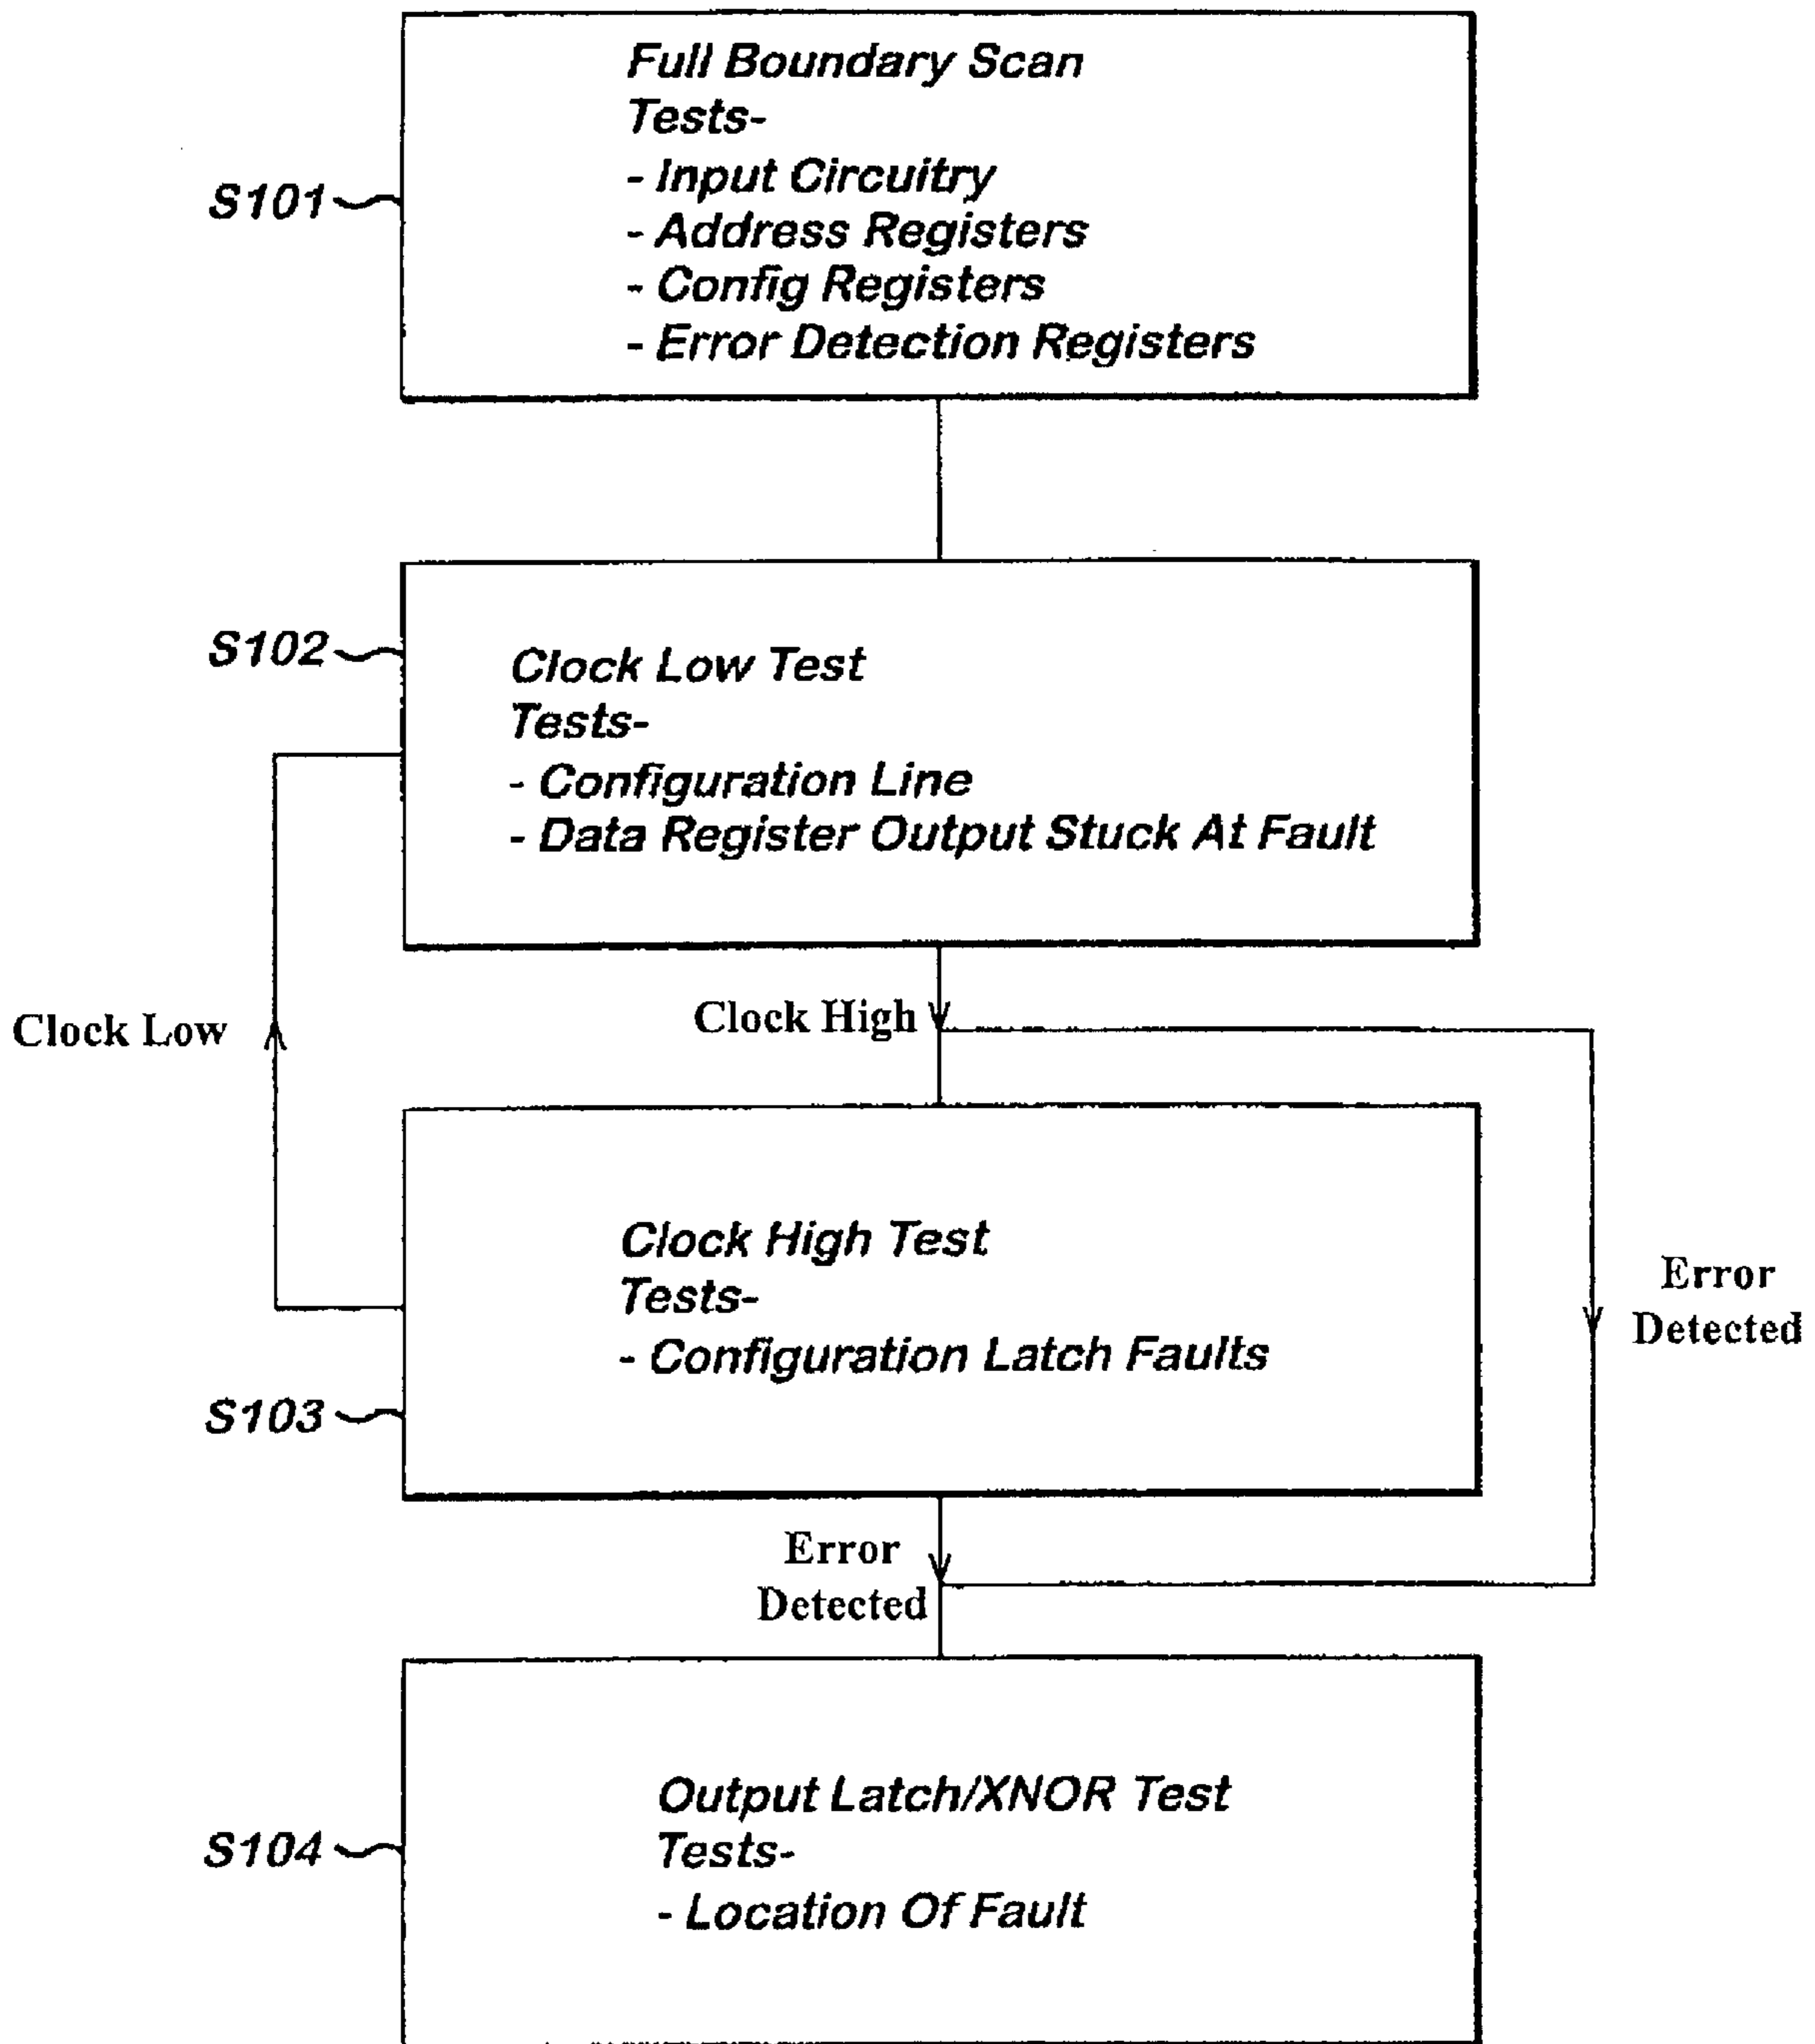 Full Boundary Scan
Tests-
- Input Circuitry
- Address Registers
- Config Registers
- Error Detection Registers
S101
S102
Clock Low Test
Tests-
- Configuration Line
- Data Register Output Stuck At Fault
Clock Low
Clock High
Clock High Test
Tests-
- Configuration Latch Faults
S103
Error
Detected
Error
Detected
Output Latch/XNOR Test
Tests-
- Location Of Fault
S104